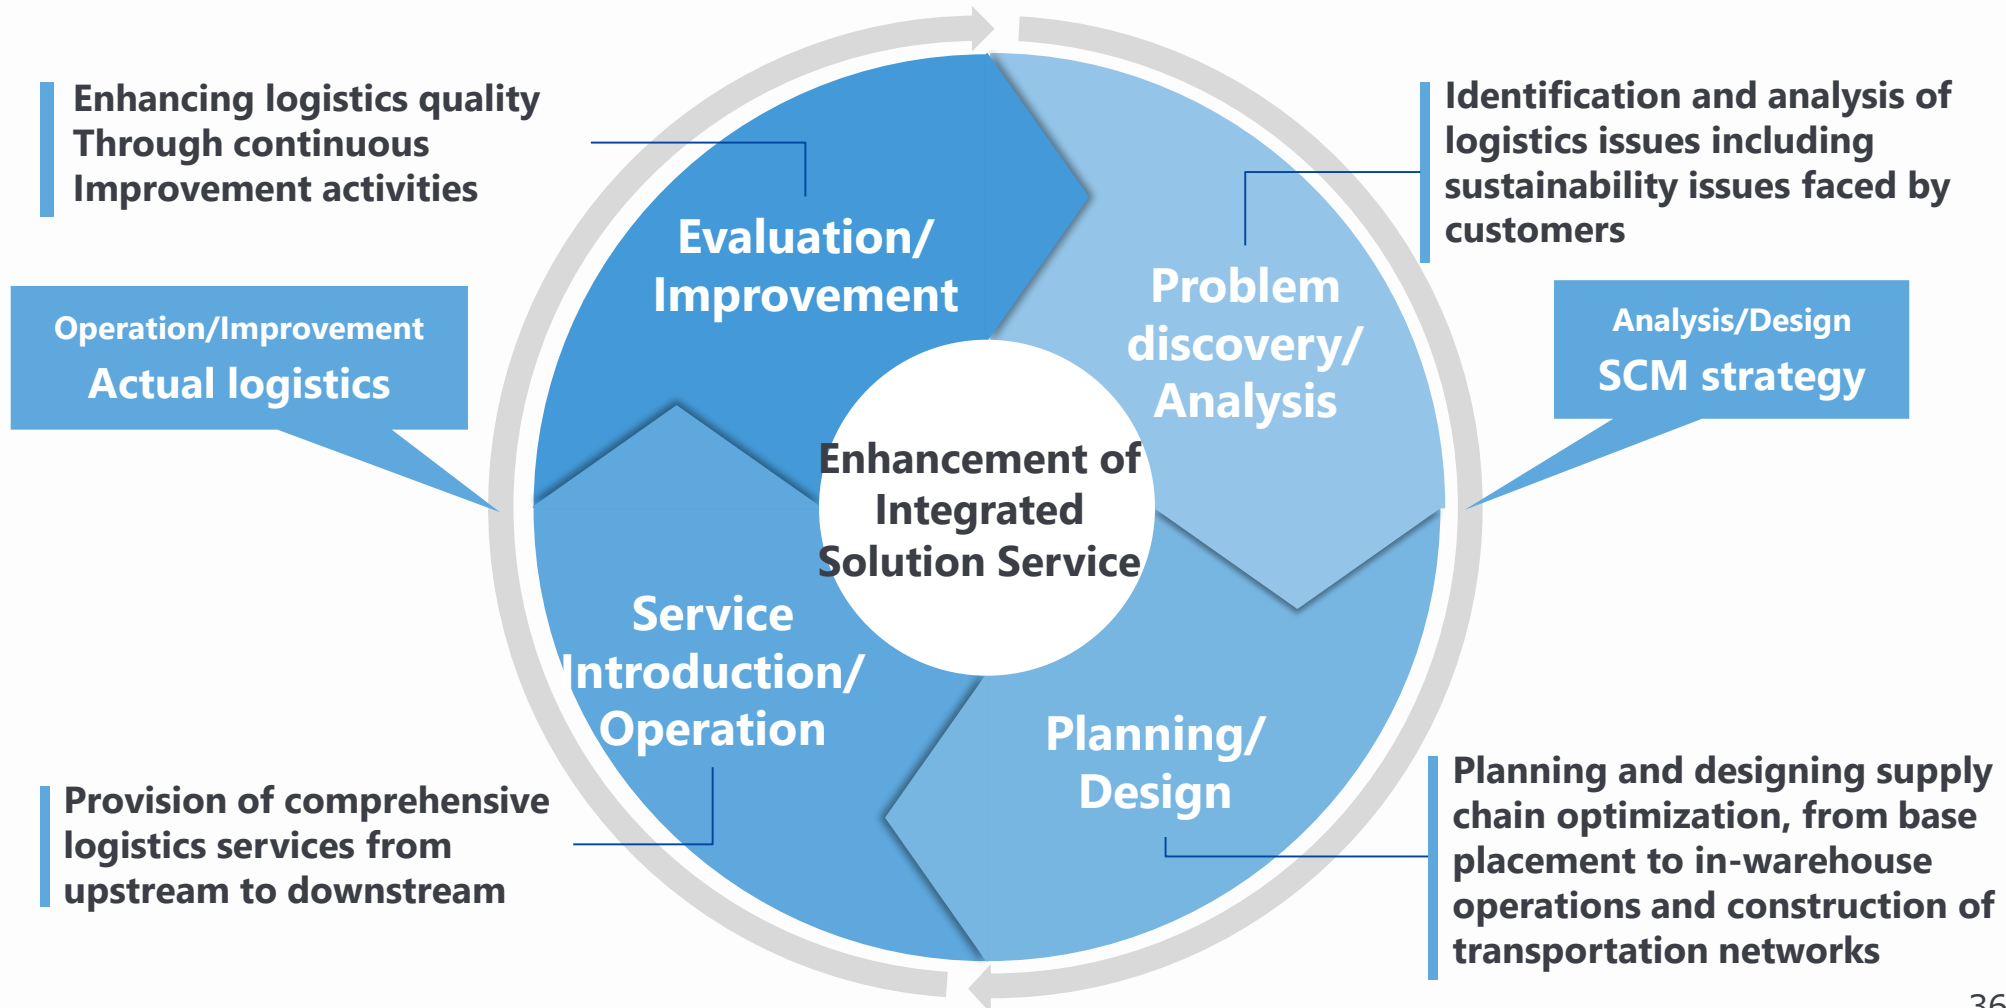 Enhancing logistics quality
Through continuous
Improvement activities
Identification and analysis of
logistics issues including
sustainability issues faced by
customers
Evaluation/
Improvement
Problem
discovery/
Analysis
Operation/Improvement
Actual logistics
Analysis/Design
SCM strategy
Enhancement of
Integrated
Solution Service
Service
Introduction/
Operation
Planning/
Design
Provision of comprehensive
logistics services from
upstream to downstream
Planning and designing supply
chain optimization, from base
placement to in-warehouse
operations and construction of
transportation networks
36